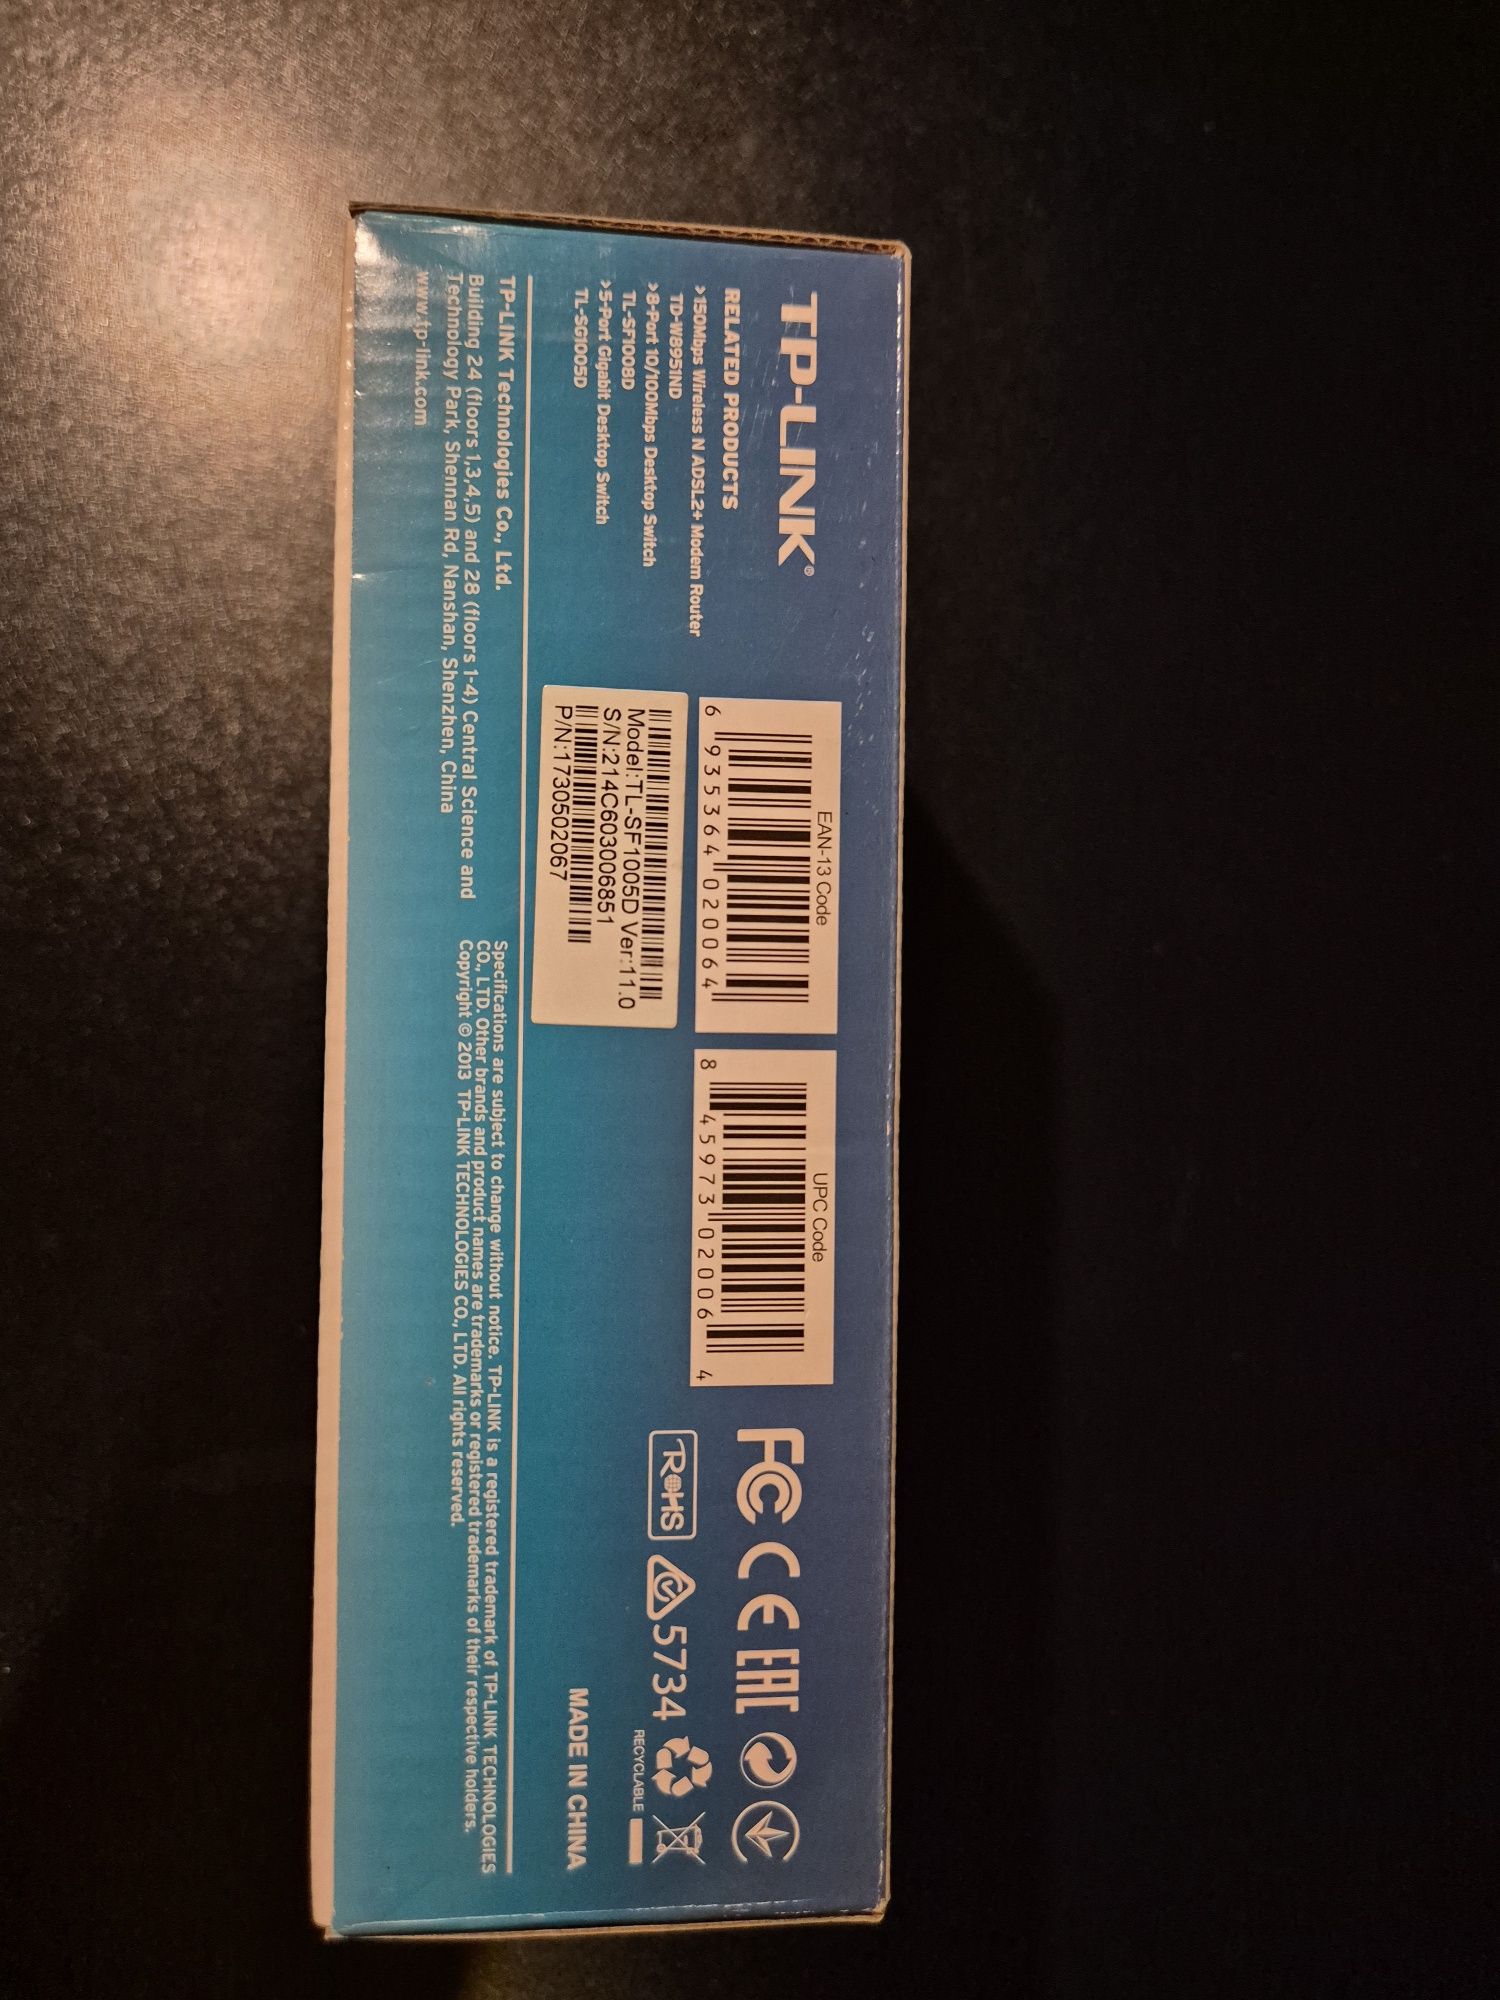 TP-LINK®
RELATED PRODUCTS
>150Mbps Wireless N ADSL2+ Modem Router
TD-W8951ND
>8-Port 10/100Mbps Desktop Switch
TL-SF1008D
>5-Port Gigabit Desktop Switch
TL-SG1005D
EAN-13 Code
6 935364 020064
Model:TL-SF1005D Ver:11.0
S/N:214C603006851
P/N:1730502067
UPC Code
8 45973 02006 4
FC CE EAC
RoHS 5734
RECYCLABLE
MADE IN CHINA
TP-LINK Technologies Co., Ltd.
Building 24 (floors 1,3,4,5) and 28 (floors 1-4) Central Science and
Technology Park, Shennan Rd, Nanshan, Shenzhen, China
www.tp-link.com
Specifications are subject to change without notice. TP-LINK is a registered trademark of TP-LINK TECHNOLOGIES
CO., LTD. Other brands and product names are trademarks or registered trademarks of their respective holders.
Copyright © 2013 TP-LINK TECHNOLOGIES CO., LTD. All rights reserved.